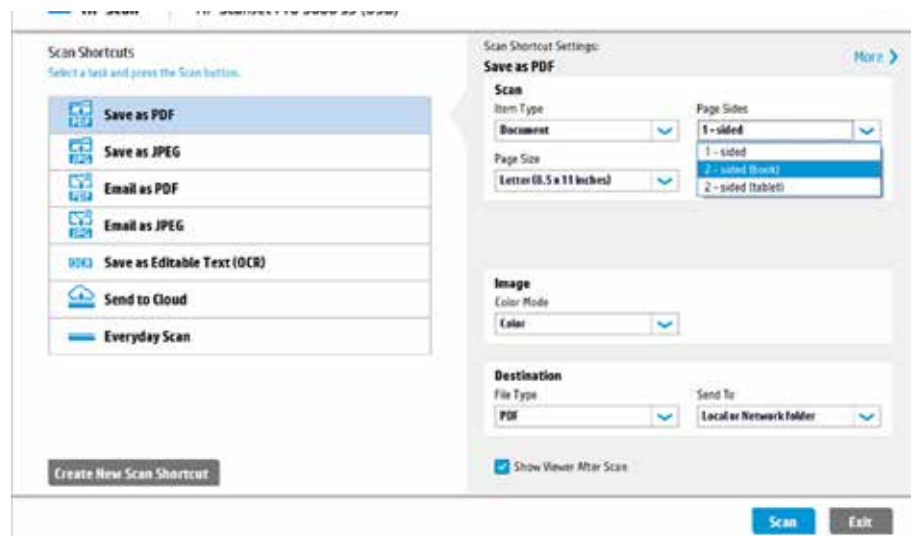 Scan Shortcuts
Select a task and press the Scan button.
Save as PDF
Save as JPEG
Email as PDF
Email as JPEG
Save as Editable Text (OCR)
Send to Cloud
Everyday Scan
Create New Scan Shortcut
Scan Shortcut Settings:
Save as PDF
More
Scan
Item Type
Document
Page Sides
1-sided
1 - sided
2 - sided (book)
2 - sided (tablet)
Page Size
Letter (8.5 x 11 inches)
Image
Color Mode
Color
Destination
File Type
PDF
Send To
Local or Network folder
Show Viewer After Scan
Scan
Exit